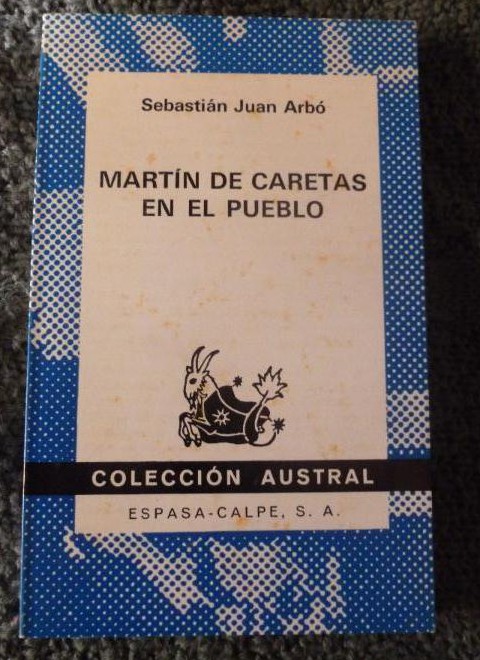 Sebastián Juan Arbó
MARTÍN DE CARETAS
EN EL PUEBLO
COLECCIÓN AUSTRAL
ESPASA-CALPE, S. A.